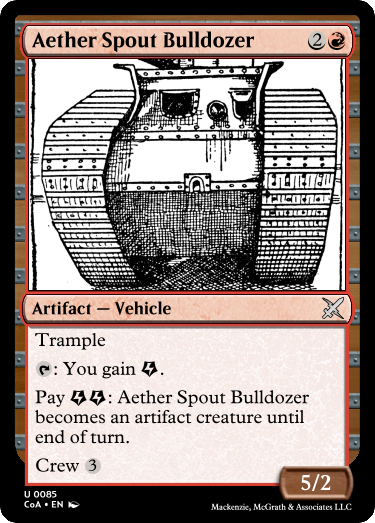 Aether Spout Bulldozer 2
Trample
Artifact — Vehicle
: You gain .
Pay : Aether Spout Bulldozer
becomes an artifact creature until
end of turn.
Crew 3
5/2
U 0085
CoA • EN
Mackenzie, McGrath & Associates LLC